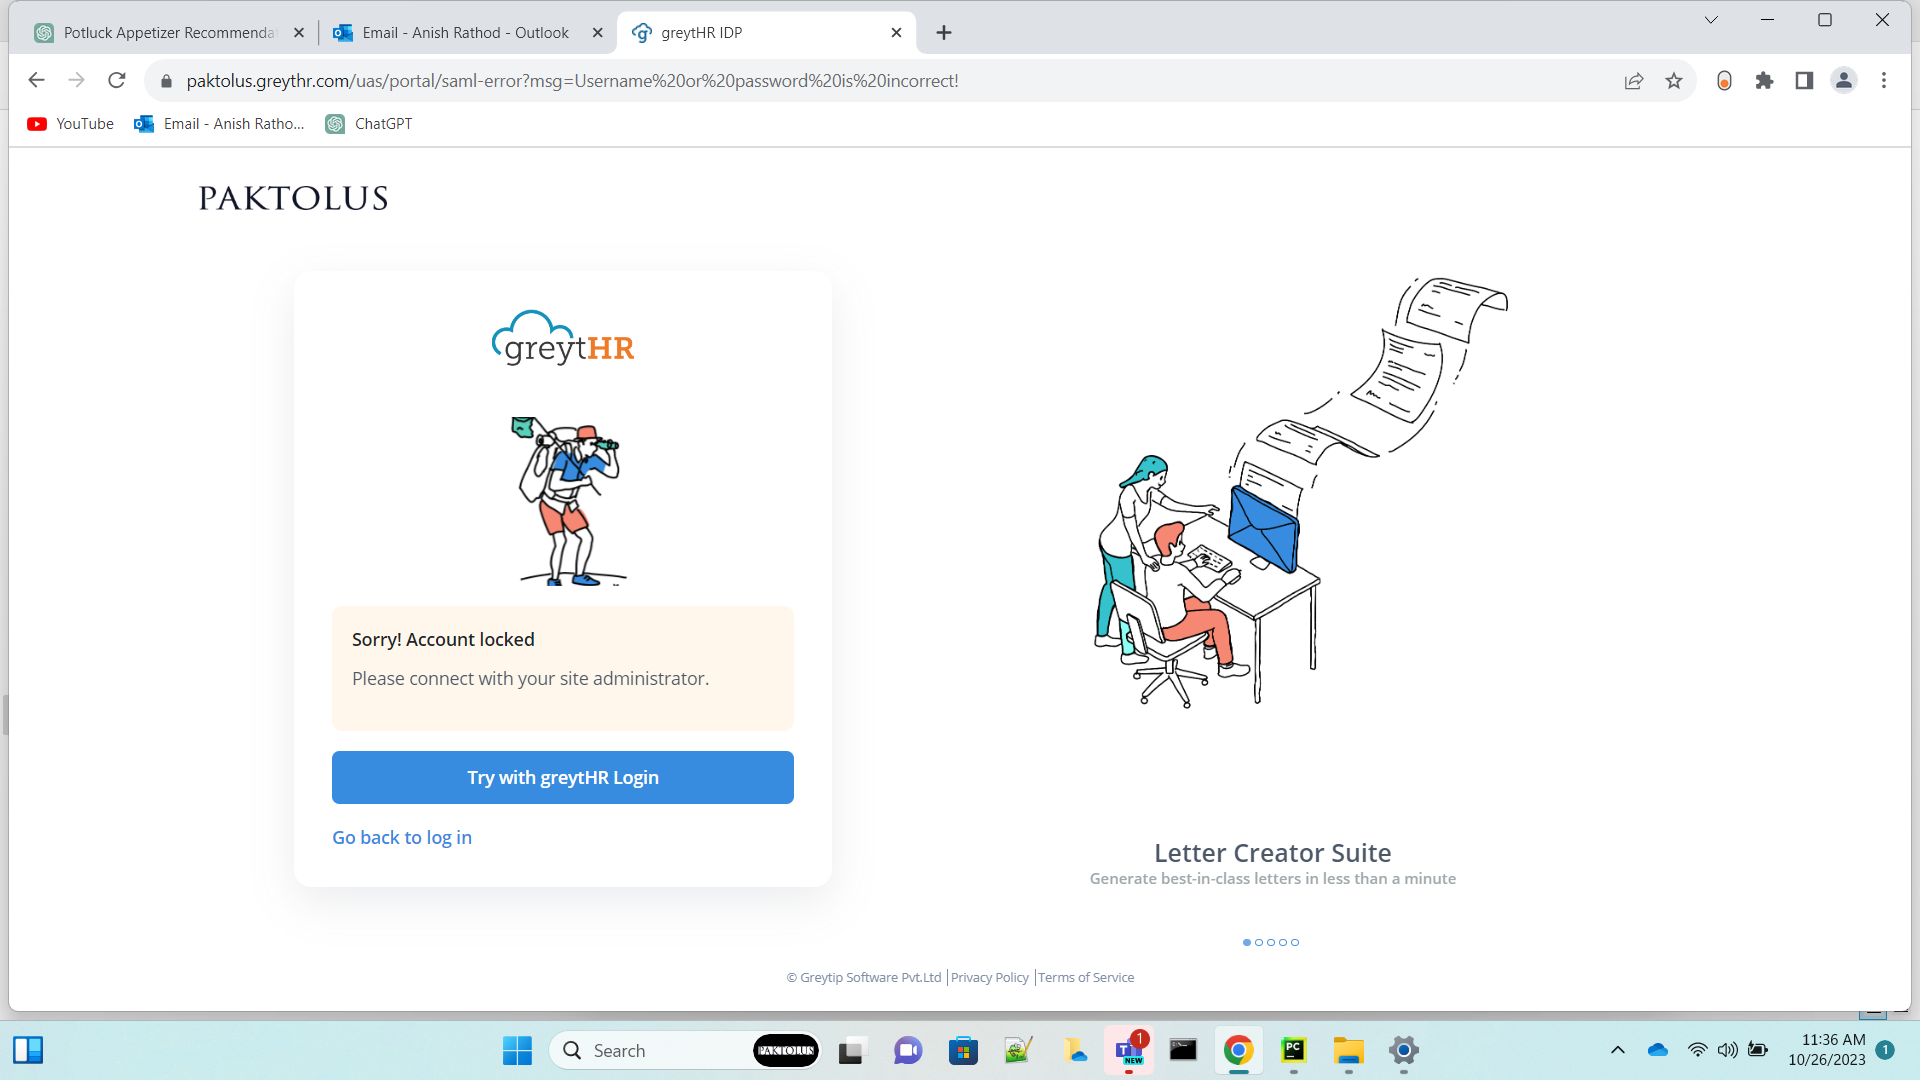 Potluck Appetizer Recommenda
Email - Anish Rathod - Outlook
greytHR IDP
paktolus.greythr.com/uas/portal/saml-error?msg=Username%20or%20password%20is%20incorrect!
YouTube
Email - Anish Ratho...
ChatGPT
PAKTOLUS
greytHR
Sorry! Account locked
Please connect with your site administrator.
Try with greytHR Login
Go back to log in
Letter Creator Suite
Generate best-in-class letters in less than a minute
© Greytip Software Pvt.Ltd | Privacy Policy | Terms of Service
Search
PAKTOLUS
1
NEW
PC
11:36 AM
10/26/2023
1